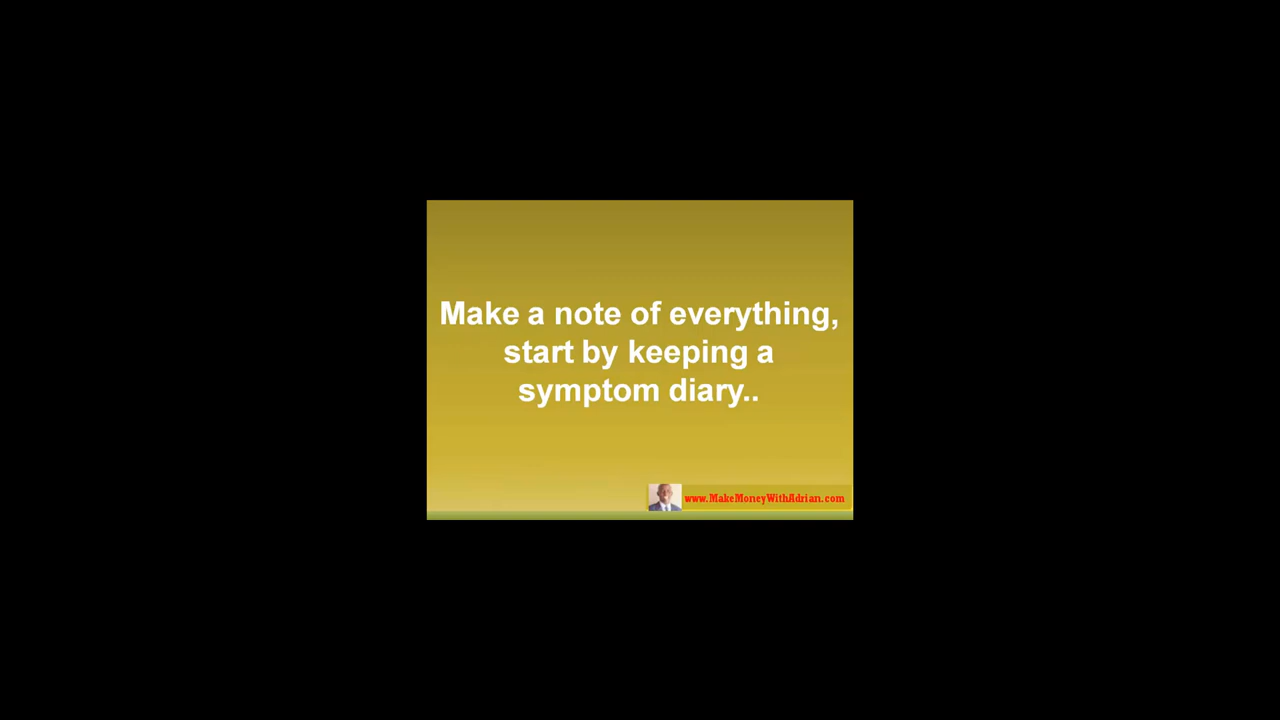 Make a note of everything,
start by keeping a
symptom diary..
www.MakeMoneyWithAdrian.com